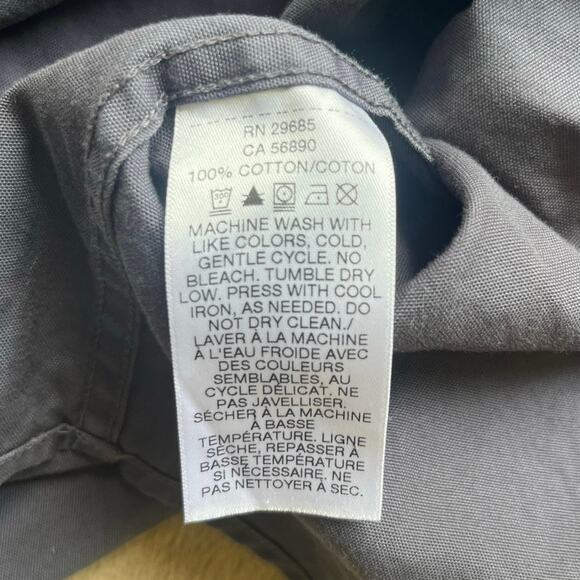 RN 29685
CA 56890
100% COTTON/COTON
MACHINE WASH WITH
LIKE COLORS, COLD,
GENTLE CYCLE. NO
BLEACH. TUMBLE DRY
LOW. PRESS WITH COOL
IRON, AS NEEDED. DO
NOT DRY CLEAN./
LAVER À LA MACHINE
À L'EAU FROIDE AVEC
DES COULEURS
SEMBLABLES, AU
CYCLE DÉLICAT. NE
PAS JAVELLISER.
SÉCHER À LA MACHINE
À BASSE
TEMPÉRATURE. LIGNE
SÈCHE, REPASSER À
BASSE TEMPÉRATURE
SI NÉCESSAIRE. NE
PAS NETTOYER À SEC.